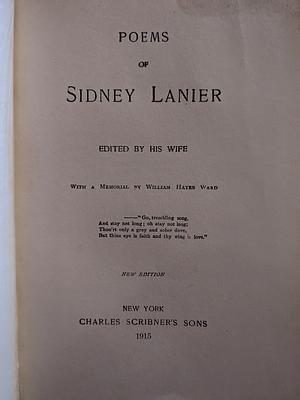 POEMS
OF
SIDNEY LANIER
EDITED BY HIS WIFE
WITH A MEMORIAL BY WILLIAM HAYES WARD
——"Go, trembling song,
And stay not long; oh stay not long;
Thou'rt only a gray and sober dove,
But thine eye is faith and thy wing is love."
NEW EDITION
NEW YORK
CHARLES SCRIBNER'S SONS
1915